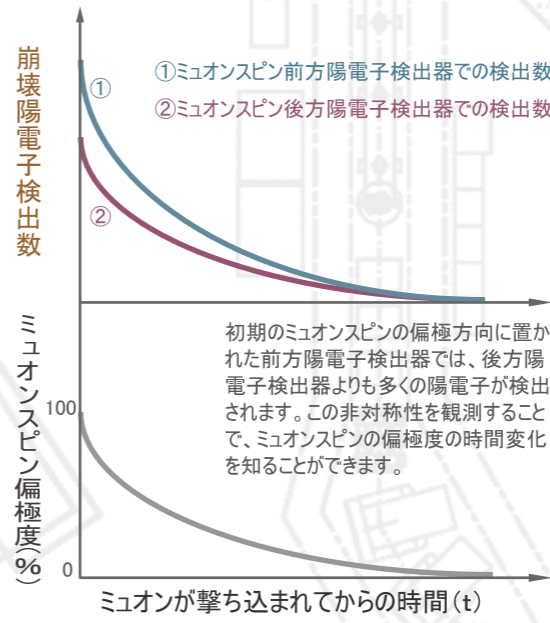 崩壊陽電子検出数
①ミュオンスピン前方陽電子検出器での検出数
②ミュオンスピン後方陽電子検出器での検出数
①
②
初期のミュオンスピンの偏極方向に置か
れた前方陽電子検出器では、後方陽
電子検出器よりも多くの陽電子が検出
されます。この非対称性を観測すること
で、ミュオンスピンの偏極度の時間変化
を知ることができます。
ミュオンスピン偏極度(%)
100
0
ミュオンが撃ち込まれてからの時間(t)